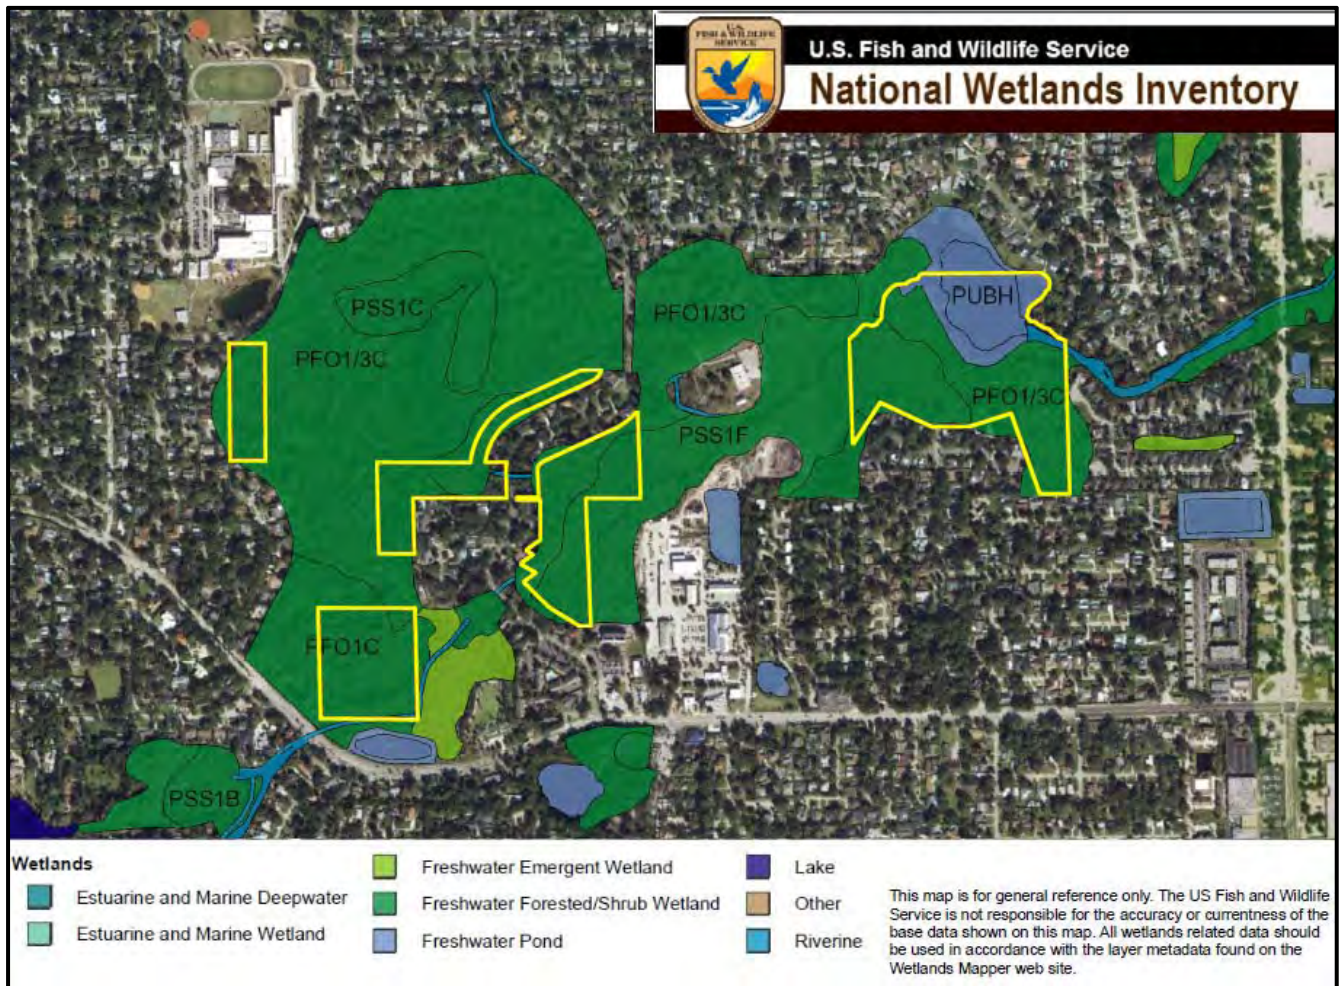 U.S.
FISH & WILDLIFE
SERVICE
U.S. Fish and Wildlife Service
National Wetlands Inventory
PSS1C
PFO1/3C
PUBH
PFO1/3C
PFO1/3C
PSS1F
PFO1C
PSS1B
Wetlands
Estuarine and Marine Deepwater
Estuarine and Marine Wetland
Freshwater Emergent Wetland
Freshwater Forested/Shrub Wetland
Freshwater Pond
Lake
Other
Riverine
This map is for general reference only. The US Fish and Wildlife
Service is not responsible for the accuracy or currentness of the
base data shown on this map. All wetlands related data should
be used in accordance with the layer metadata found on the
Wetlands Mapper web site.